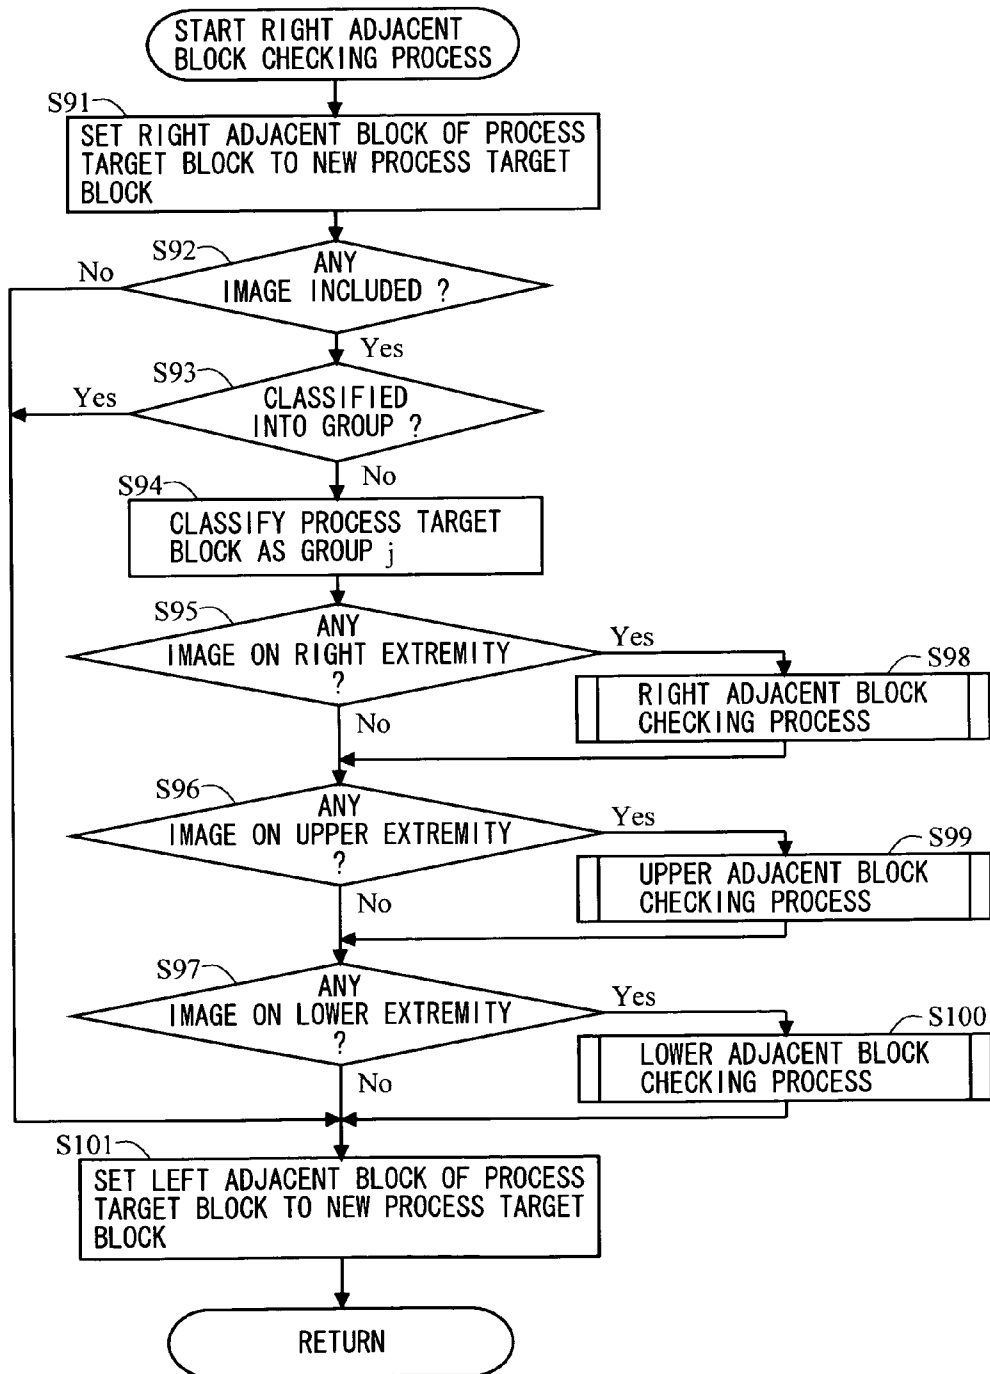 START RIGHT ADJACENT
BLOCK CHECKING PROCESS
S91
SET RIGHT ADJACENT BLOCK OF PROCESS
TARGET BLOCK TO NEW PROCESS TARGET
BLOCK
S92
ANY
IMAGE INCLUDED ?
No
Yes
S93
CLASSIFIED
INTO GROUP ?
Yes
No
S94
CLASSIFY PROCESS TARGET
BLOCK AS GROUP j
S95
ANY
IMAGE ON RIGHT EXTREMITY
?
Yes
No
S98
RIGHT ADJACENT BLOCK
CHECKING PROCESS
S96
ANY
IMAGE ON UPPER EXTREMITY
?
Yes
No
S99
UPPER ADJACENT BLOCK
CHECKING PROCESS
S97
ANY
IMAGE ON LOWER EXTREMITY
?
Yes
No
S100
LOWER ADJACENT BLOCK
CHECKING PROCESS
S101
SET LEFT ADJACENT BLOCK OF PROCESS
TARGET BLOCK TO NEW PROCESS TARGET
BLOCK
RETURN